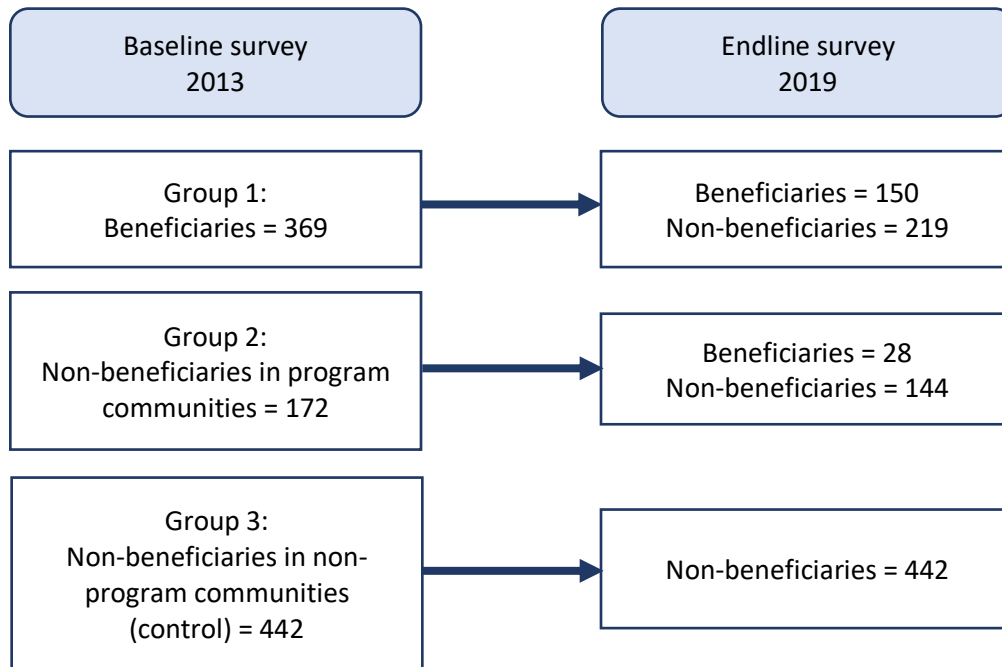 Baseline survey
2013
Endline survey
2019
Group 1:
Beneficiaries = 369
Beneficiaries = 150
Non-beneficiaries = 219
Group 2:
Non-beneficiaries in program
communities = 172
Beneficiaries = 28
Non-beneficiaries = 144
Group 3:
Non-beneficiaries in non-
program communities
(control) = 442
Non-beneficiaries = 442